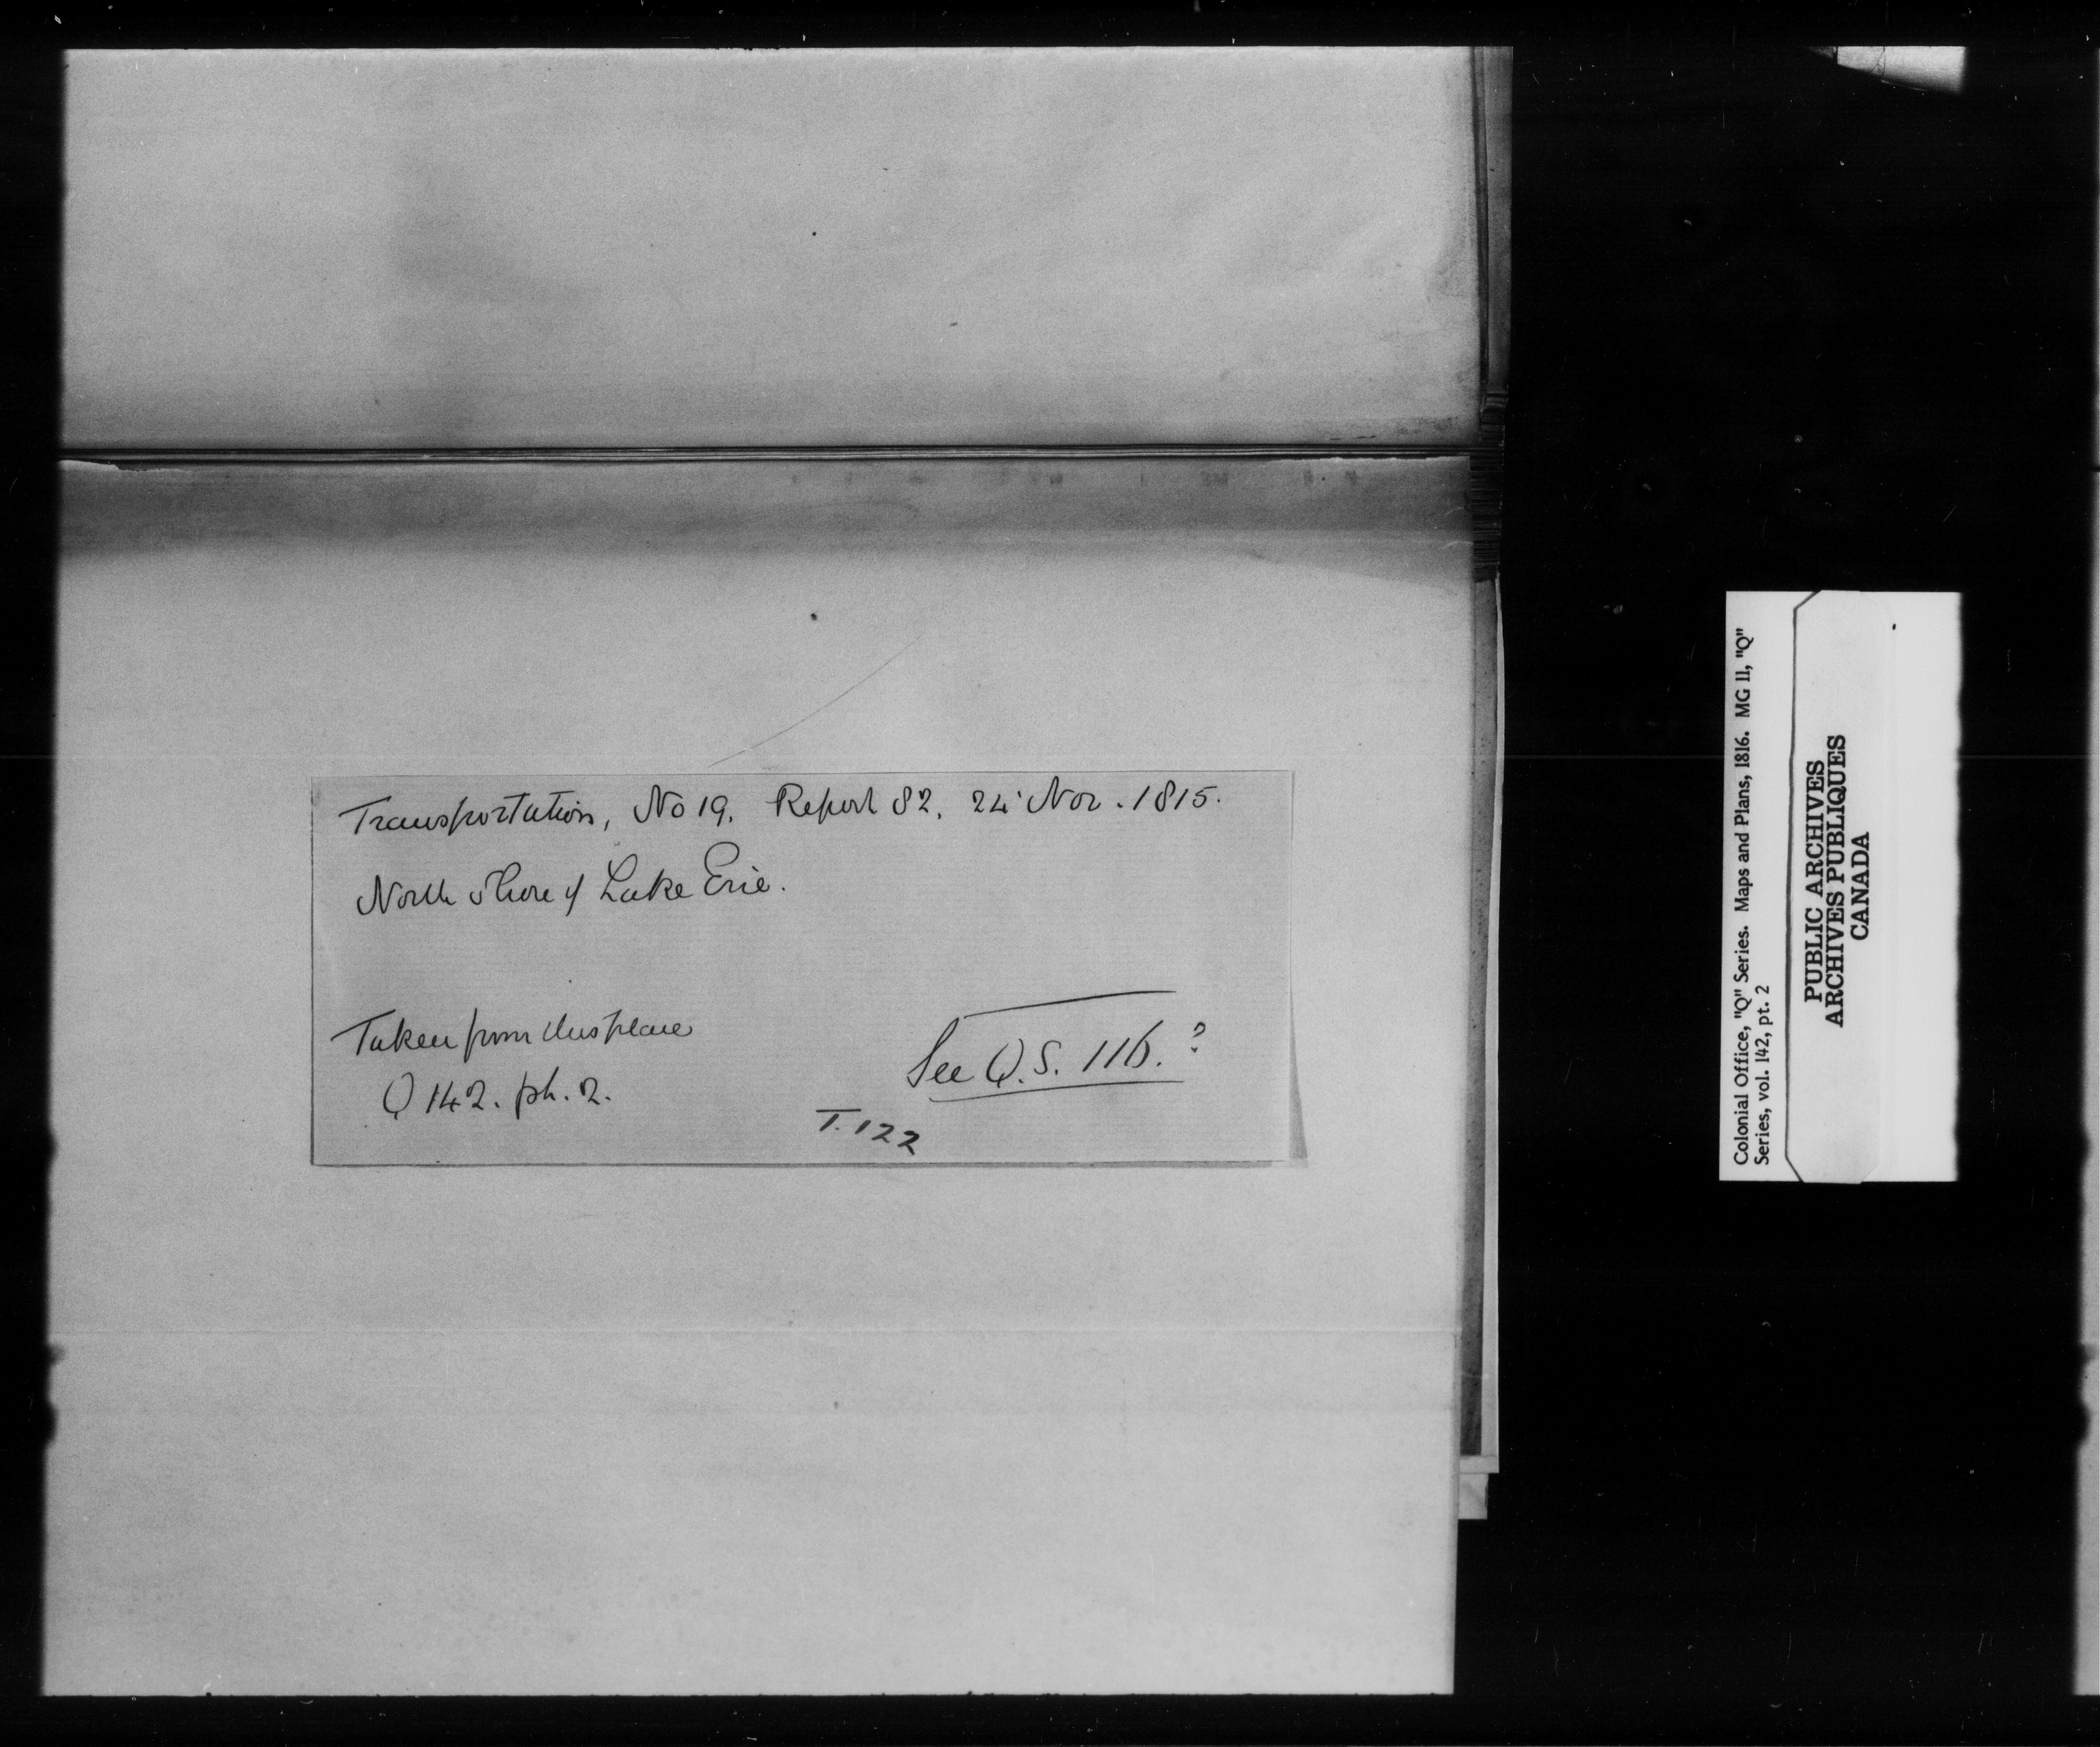 Transportation, No 19. Report 82. 24 Nov. 1815.
North Shore of Lake Erie.
Taken from this place
Q 142. pt. 2.
See Q.S. 116.?
T. 122
Colonial Office, "Q" Series. Maps and Plans, 1816. MG 11, "Q"
Series, vol. 142, pt. 2
PUBLIC ARCHIVES
ARCHIVES PUBLIQUES
CANADA